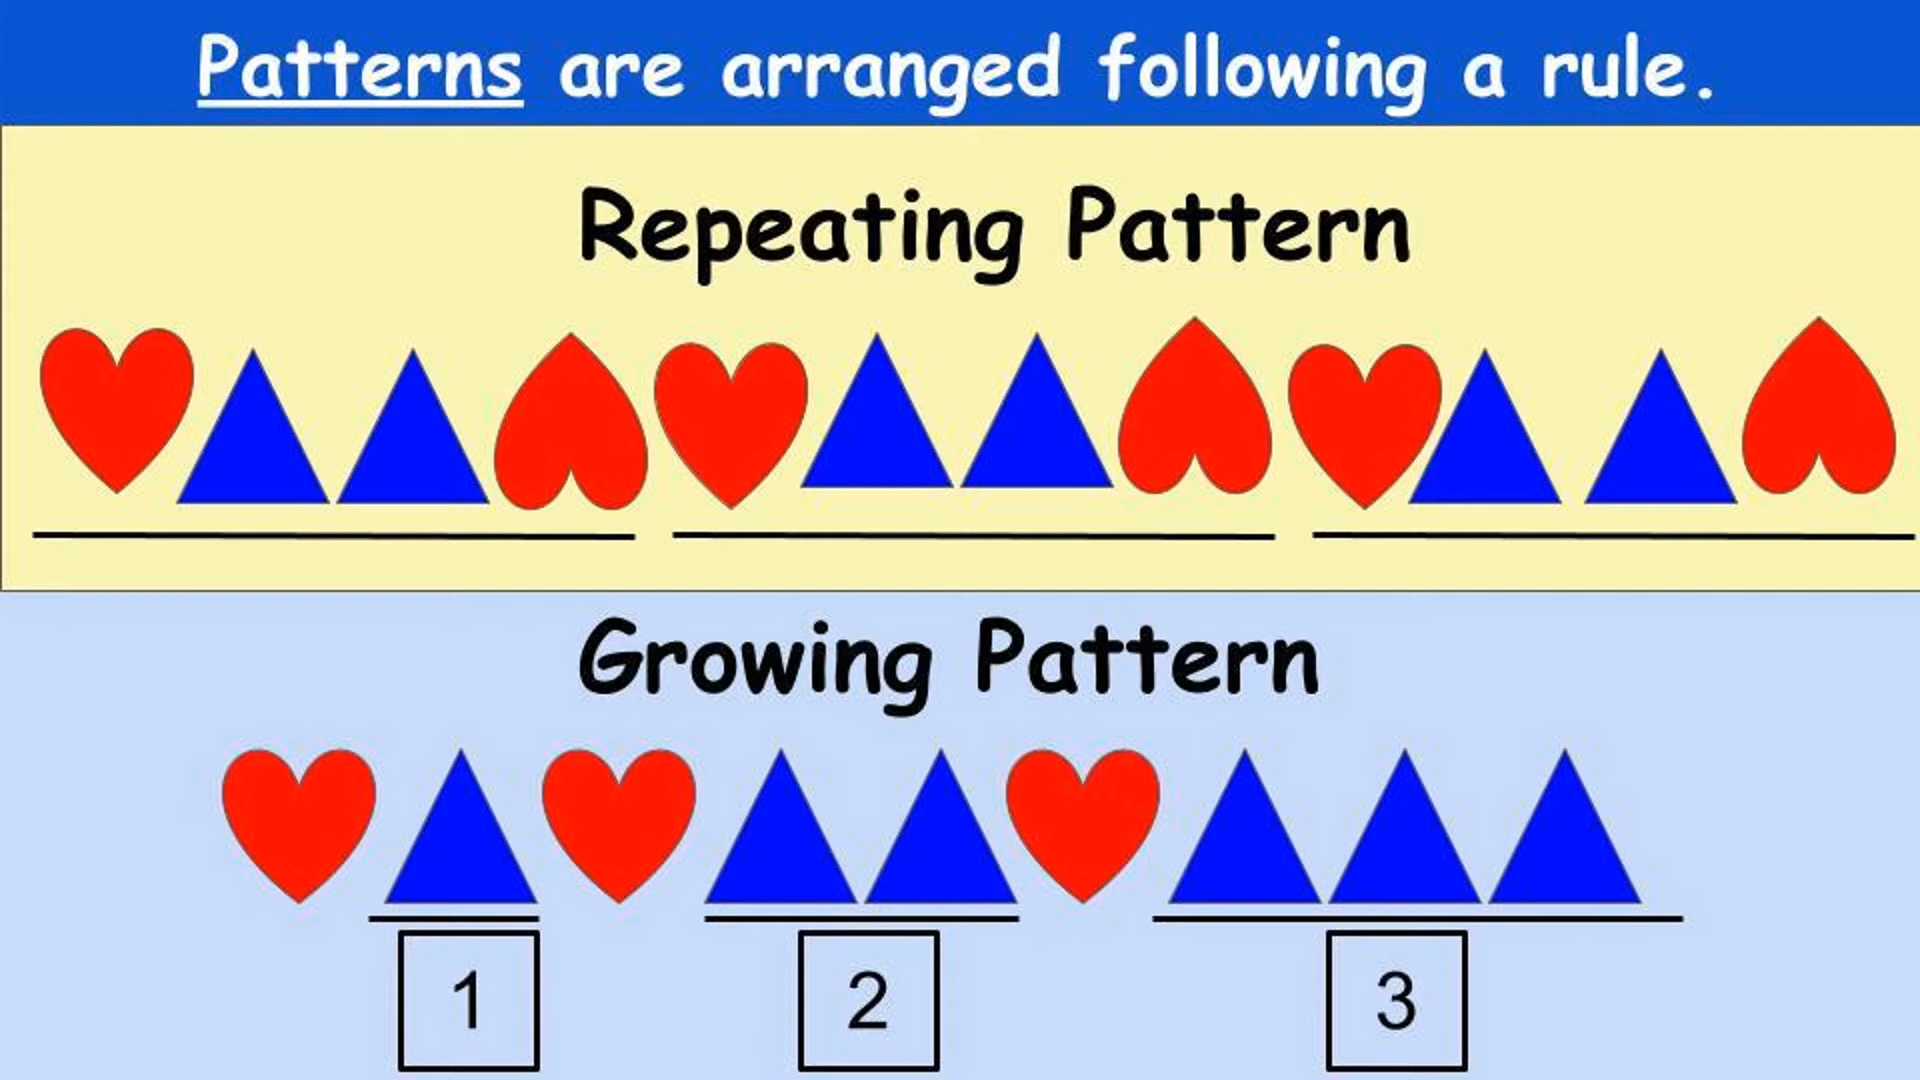 Patterns are arranged following a rule.
Repeating Pattern
Growing Pattern
1 2 3